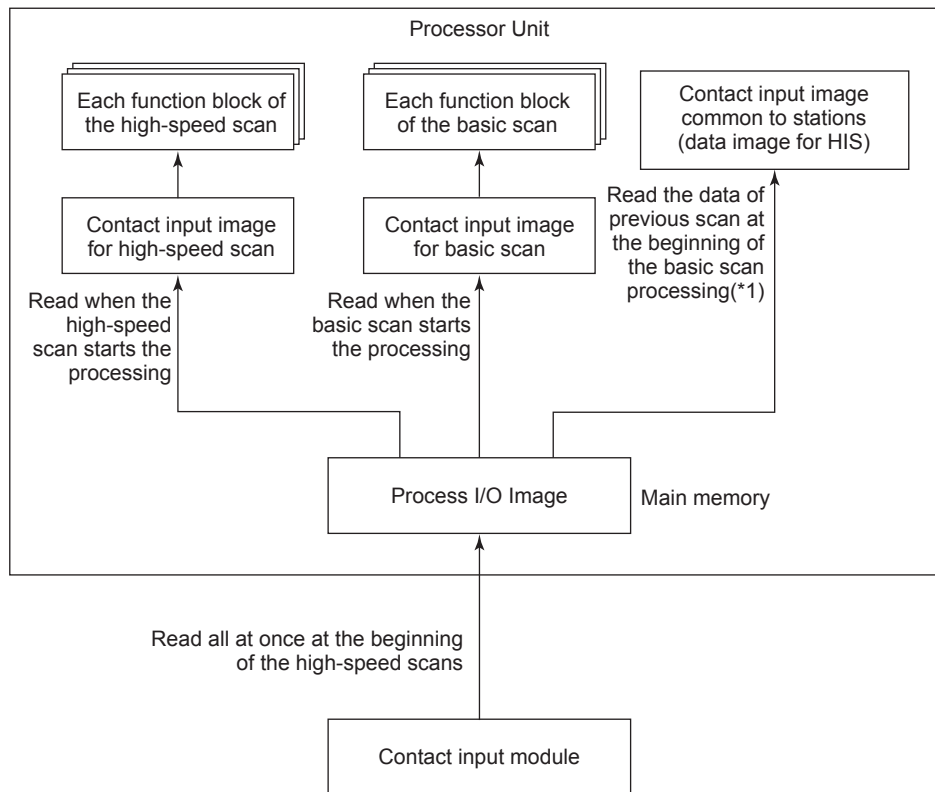 Processor Unit
Each function block of
the high-speed scan
Each function block
of the basic scan
Contact input image
common to stations
(data image for HIS)
Contact input image
for high-speed scan
Contact input image
for basic scan
Read the data of
previous scan at
the beginning of
the basic scan
processing(*1)
Read when the
high-speed
scan starts the
processing
Read when the
basic scan starts
the processing
Process I/O Image
Main memory
Read all at once at the beginning
of the high-speed scans
Contact input module